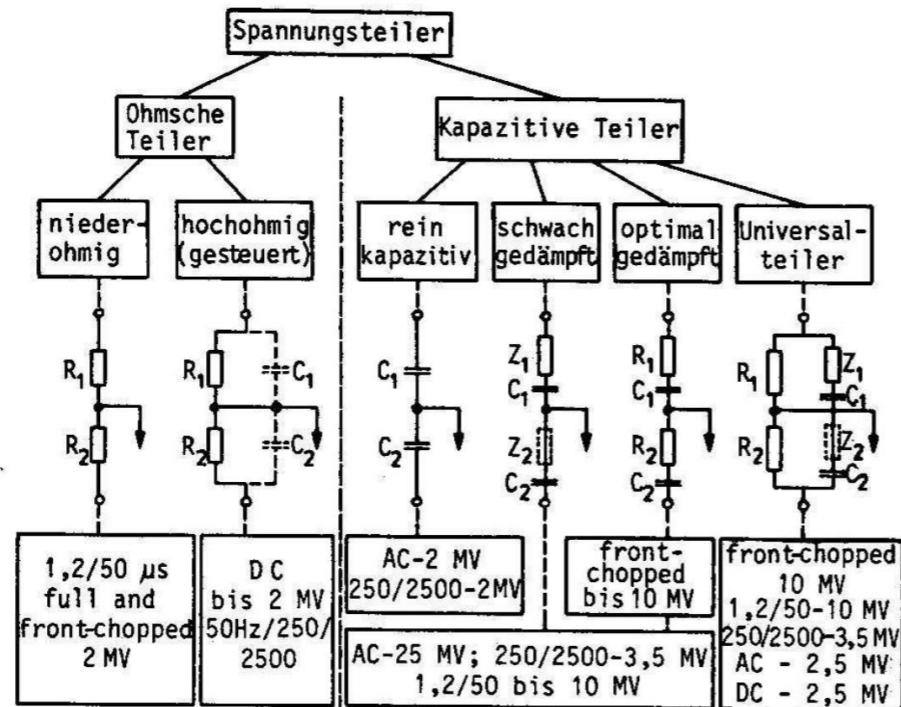 Spannungsteiler
Ohmsche
Teiler
Kapazitive Teiler
nieder-
ohmig
hochohmig
(gesteuert)
rein
kapazitiv
schwach
gedämpft
optimal
gedämpft
Universal-
teiler
R1
R2
R1
C1
R2
C2
C1
C2
Z1
C1
Z2
C2
R1
C1
R2
C2
R1
Z1
C1
R2
Z2
C2
1,2/50 µs
full and
front-chopped
2 MV
DC
bis 2 MV
50Hz/250/
2500
AC-2 MV
250/2500-2MV
AC-25 MV; 250/2500-3,5 MV
1,2/50 bis 10 MV
front-
chopped
bis 10 MV
front-chopped
10 MV
1,2/50-10 MV
250/2500-3,5 MV
AC - 2,5 MV
DC - 2,5 MV